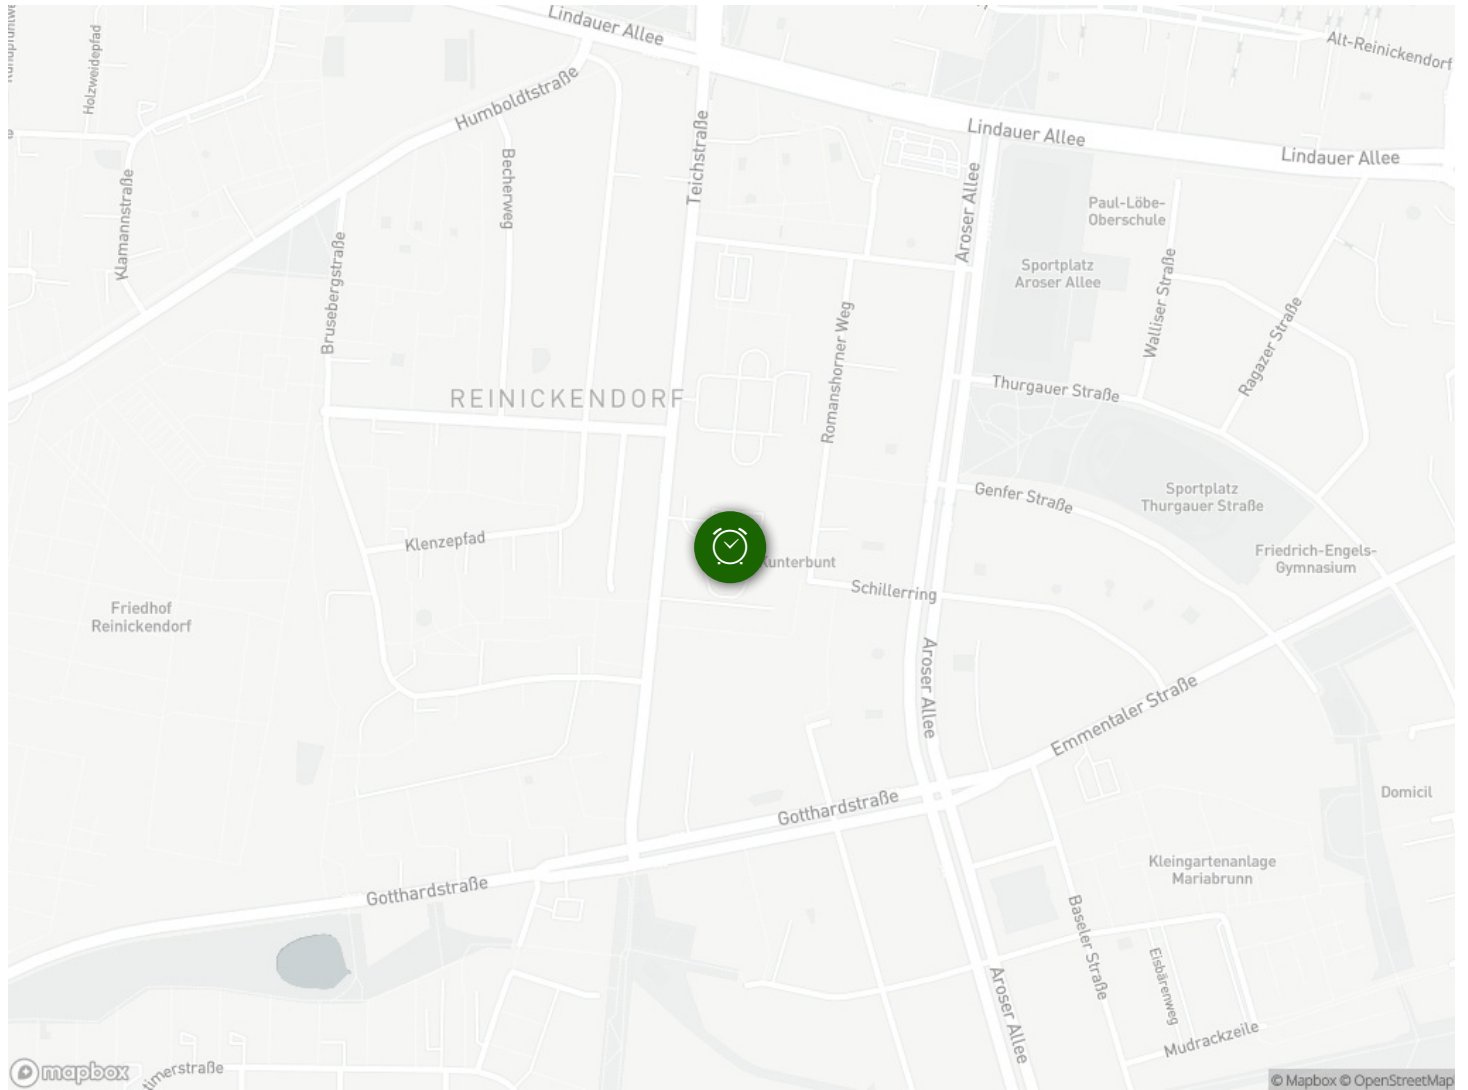 Lindauer Allee
Alt-Reinickendorf
Holzweidepfad
Humboldtstraße
Lindauer Allee
Lindauer Allee
Teichstraße
Becherweg
Klamannstraße
Aroser Allee
Paul-Löbe-
Oberschule
Brusebergstraße
Sportplatz
Aroser Allee
Walliser Straße
Romanshorner Weg
Ragazer Straße
REINICKENDORF
Thurgauer Straße
Genfer Straße
Sportplatz
Thurgauer Straße
Klenzepfad
Kunterbunt
Friedrich-Engels-
Gymnasium
Schillerring
Friedhof
Reinickendorf
Aroser Allee
Emmentaler Straße
Gotthardstraße
Domicil
Kleingartenanlage
Mariabrunn
Gotthardstraße
Baseler Straße
Eisbärenweg
Aroser Allee
Mudrackzeile
timerstraße
mapbox
© Mapbox © OpenStreetMap